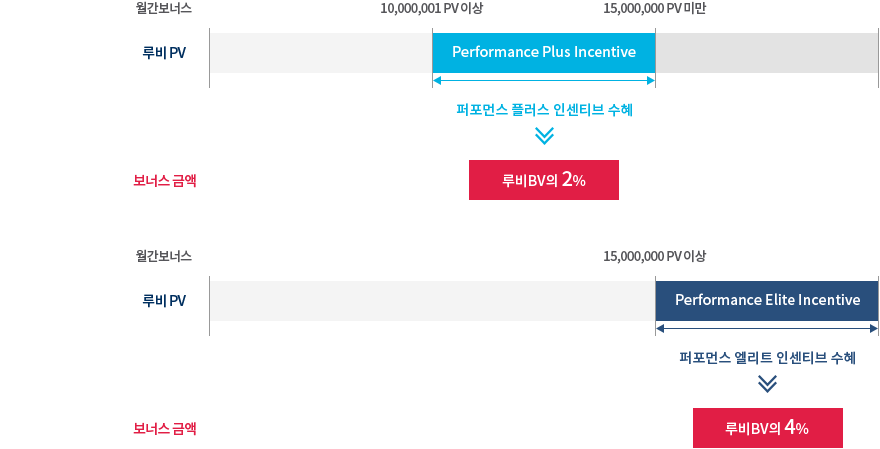 월간보너스 10,000,001 PV 이상 15,000,000 PV 미만
루비 PV Performance Plus Incentive
퍼포먼스 플러스 인센티브 수혜
보너스 금액 루비BV의 2%
월간보너스 15,000,000 PV 이상
루비 PV Performance Elite Incentive
퍼포먼스 엘리트 인센티브 수혜
보너스 금액 루비BV의 4%